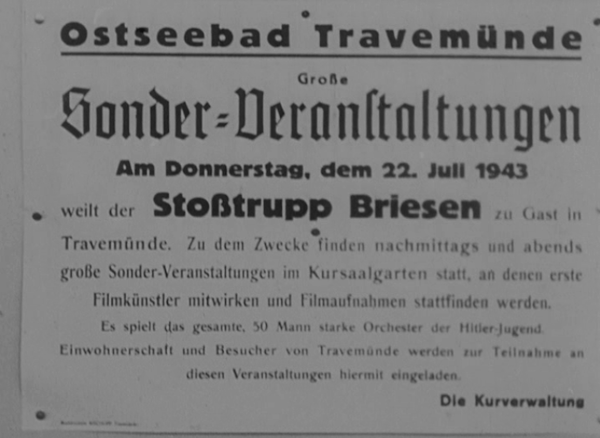 Ostseebad Travemünde
Große
Sonder-Veranstaltungen
Am Donnerstag, dem 22. Juli 1943
weilt der Stoßtrupp Briesen zu Gast in
Travemünde. Zu dem Zwecke finden nachmittags und abends
große Sonder-Veranstaltungen im Kursaalgarten statt, an denen erste
Filmkünstler mitwirken und Filmaufnahmen stattfinden werden.
Es spielt das gesamte, 50 Mann starke Orchester der Hitler-Jugend.
Einwohnerschaft und Besucher von Travemünde werden zur Teilnahme an
diesen Veranstaltungen hiermit eingeladen.
Die Kurverwaltung